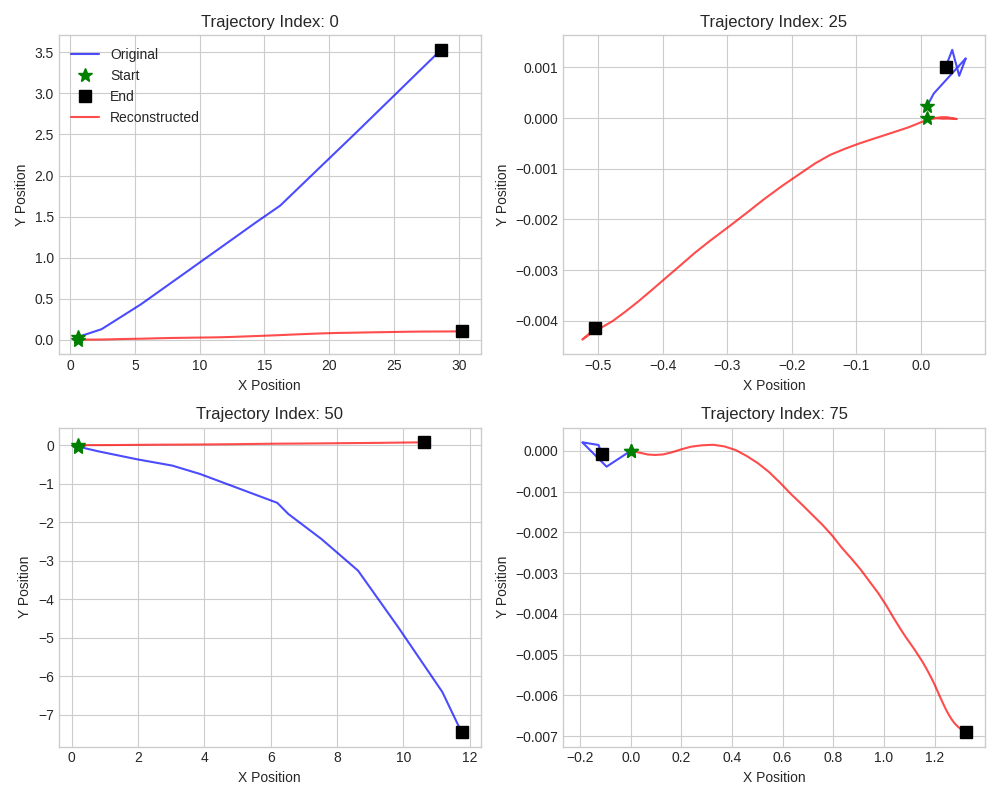 Trajectory Index: 0
3.5
3.0
2.5
2.0
1.5
1.0
0.5
0.0
Y Position
Original
Start
End
Reconstructed
0 5 10 15 20 25 30
X Position
Trajectory Index: 25
0.001
0.000
−0.001
−0.002
−0.003
−0.004
Y Position
−0.5 −0.4 −0.3 −0.2 −0.1 0.0
X Position
Trajectory Index: 50
0
−1
−2
−3
−4
−5
−6
−7
Y Position
0 2 4 6 8 10 12
X Position
Trajectory Index: 75
0.000
−0.001
−0.002
−0.003
−0.004
−0.005
−0.006
−0.007
Y Position
−0.2 0.0 0.2 0.4 0.6 0.8 1.0 1.2
X Position